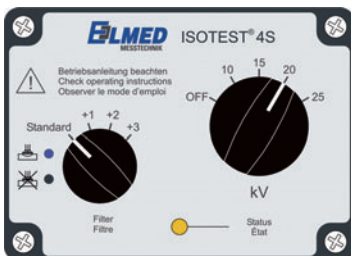 ELMED
MESSTECHNIK
ISOTEST® 4S
Betriebsanleitung beachten
Check operating instructions
Observer le mode d'emploi
OFF 10 15 20 25
kV
Standard +1 +2 +3
Filter
Filtre
Status
État